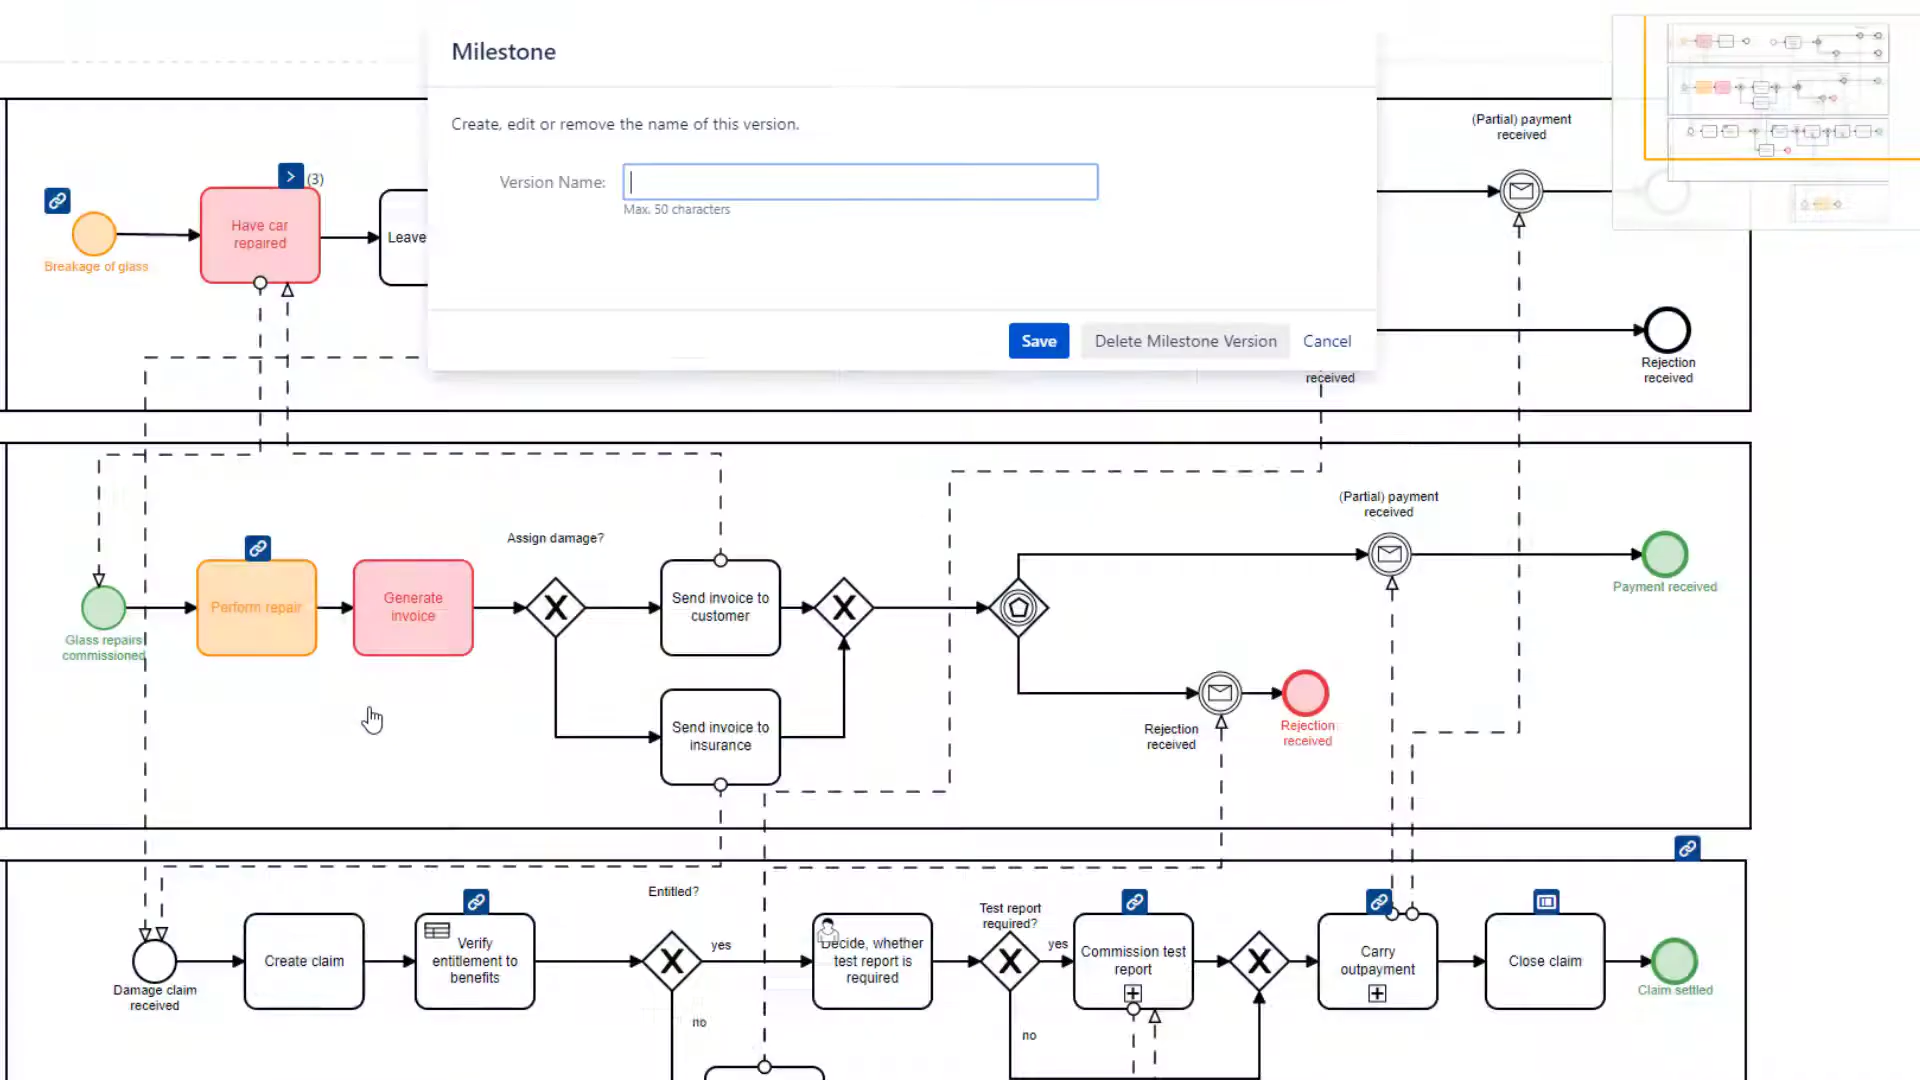 Milestone
Create, edit or remove the name of this version.
Version Name:
Max. 50 characters
Save
Delete Milestone Version
Cancel
(Partial) payment
received
(3)
Have car
repaired
Breakage of glass
Leave
received
Rejection
received
(Partial) payment
received
Assign damage?
Perform repair
Generate
invoice
Send invoice to
customer
Payment received
Glass repairs
commissioned
Send invoice to
insurance
Rejection
received
Rejection
received
Entitled?
Test report
required?
yes
yes
Create claim
Verify
entitlement to
benefits
Decide, whether
test report is
required
Commission test
report
Carry
outpayment
Close claim
Damage claim
received
Claim settled
no
no